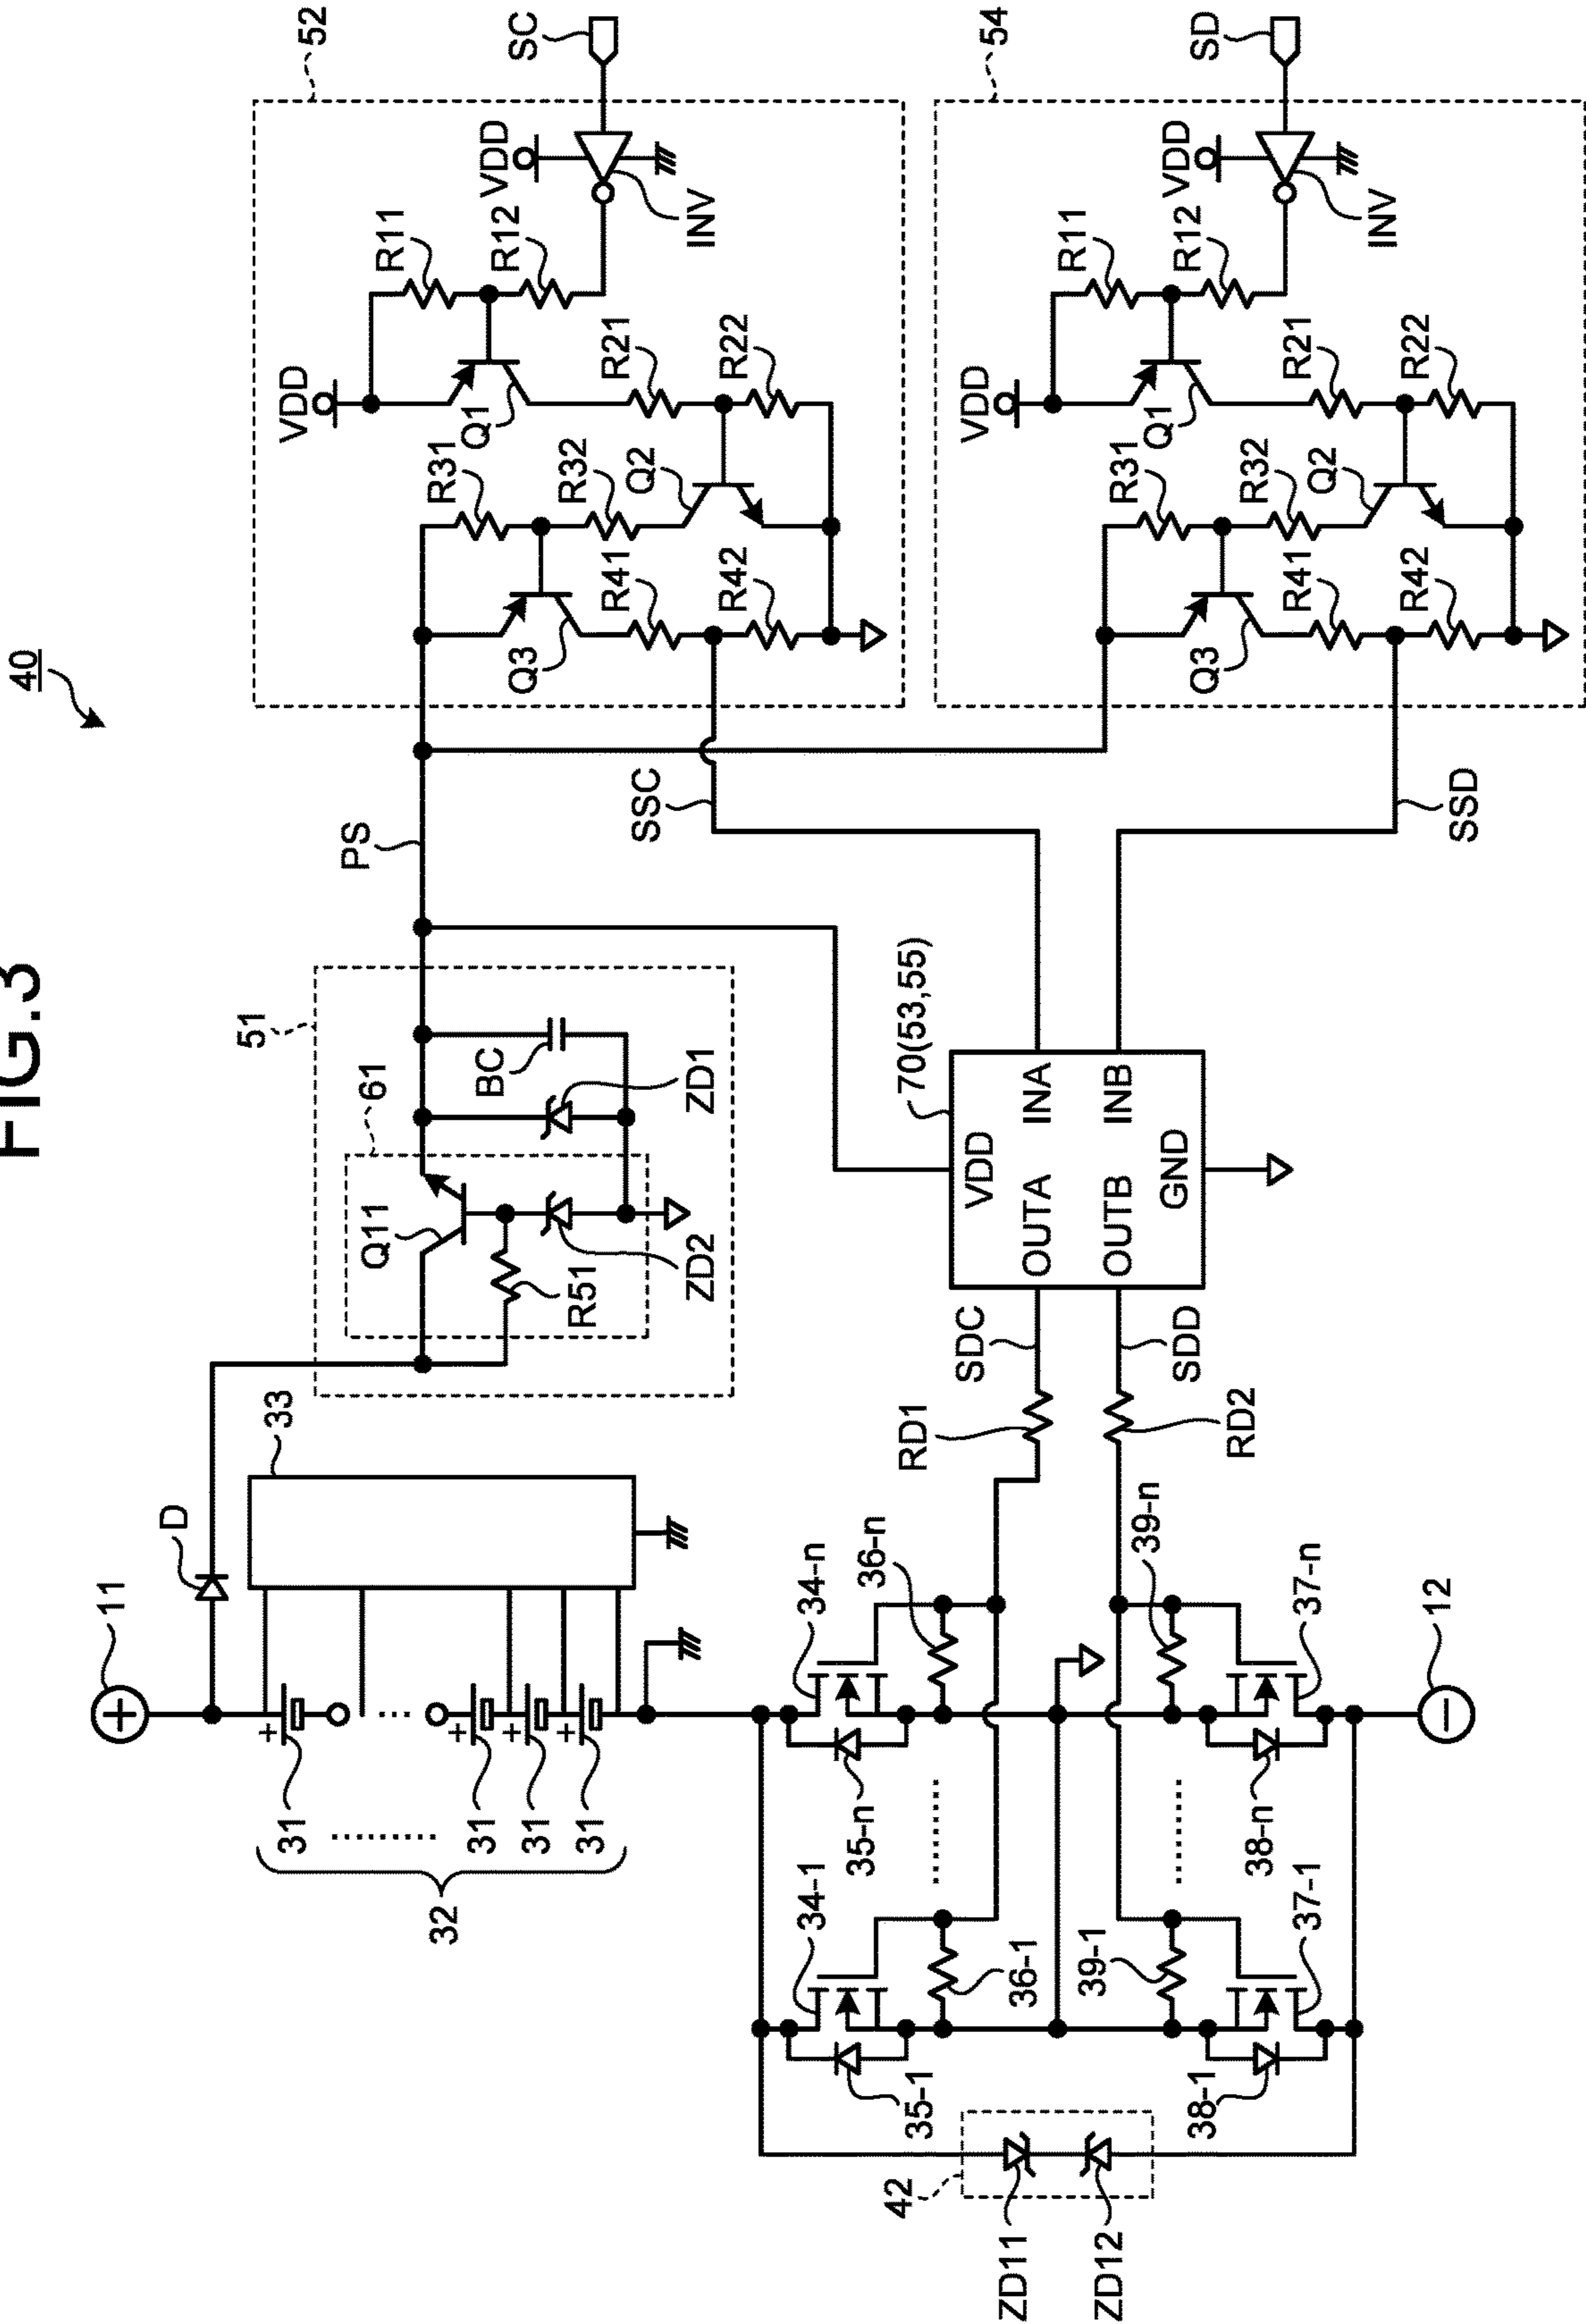 FIG.3
40
52
SC
VDD
INV
R11
R12
VDD
Q1
R21
R22
R31
R32
Q2
Q3
R41
R42
54
SD
VDD
INV
R11
R12
VDD
Q1
R21
R22
R31
R32
Q2
Q3
R41
R42
PS
SSC
SSD
51
61
BC
ZD1
Q11
R51
ZD2
70(53,55)
VDD
INA
INB
OUTA
OUTB
GND
SDC
SDD
RD1
RD2
33
D
11
+
+
+
+
+
31
31
31
31
32
34-n
36-n
39-n
37-n
12
−
35-n
38-n
34-1
36-1
39-1
37-1
35-1
38-1
42
ZD11
ZD12